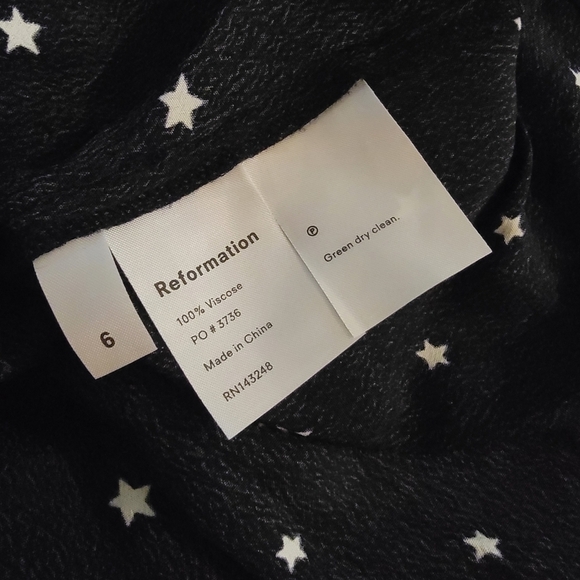 6
Reformation
100% Viscose
PO # 3736
Made in China
RN143248
Ⓟ
Green dry clean.